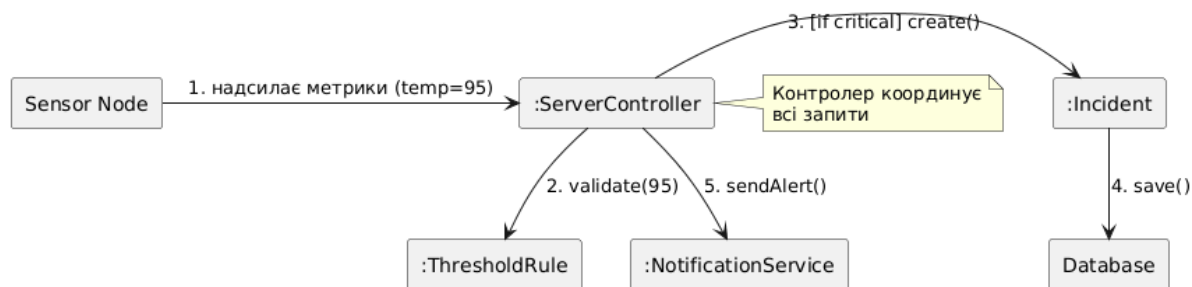 3. [if critical] create()
Sensor Node
1. надсилає метрики (temp=95)
:ServerController
Контролер координує
всі запити
:Incident
2. validate(95)
5. sendAlert()
4. save()
:ThresholdRule
:NotificationService
Database